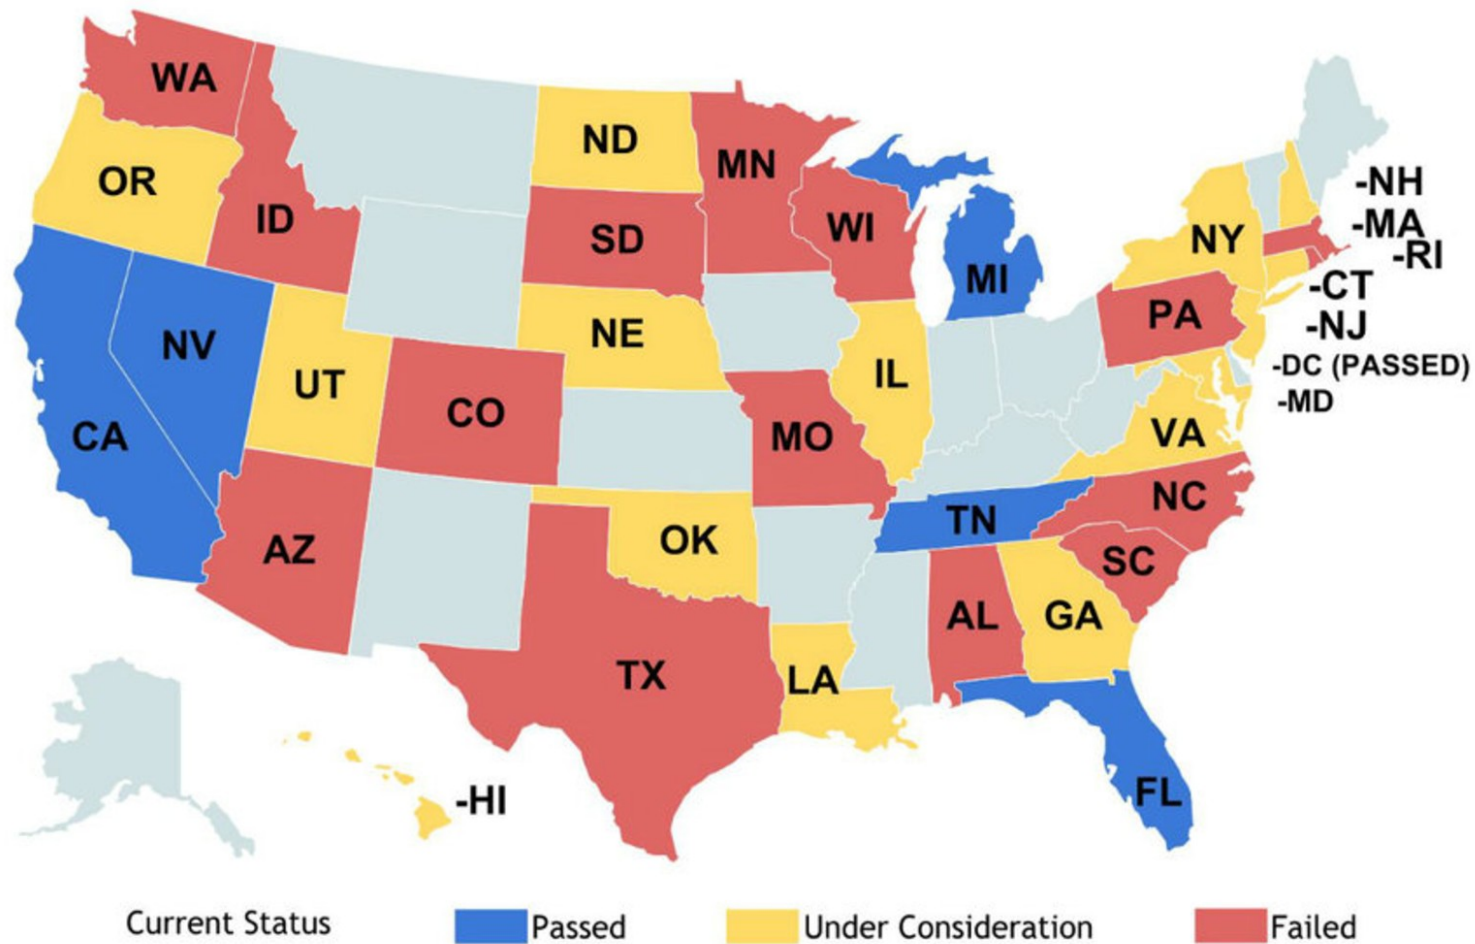 WA
OR
ID
ND
MN
SD
WI
MI
NY
-NH
-MA
-RI
-CT
-NJ
-DC (PASSED)
-MD
PA
NE
IL
NV
UT
CO
CA
MO
VA
NC
TN
SC
AZ
OK
AL
GA
TX
LA
FL
-HI
Current Status
Passed
Under Consideration
Failed